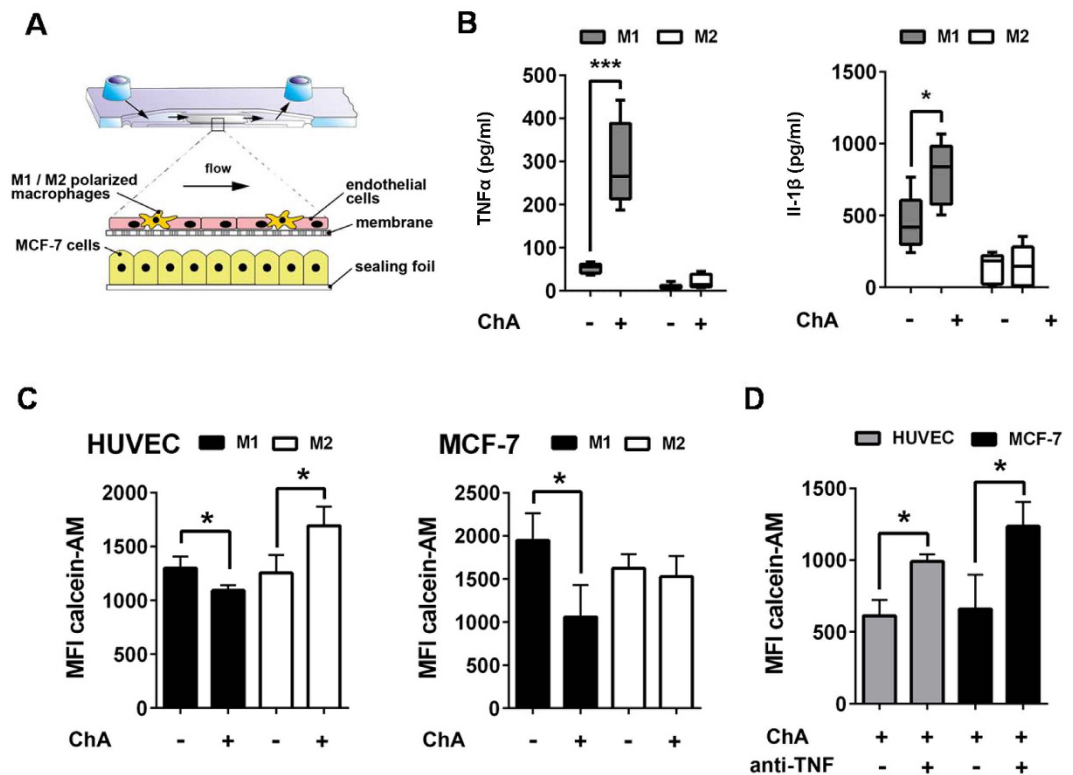 A
flow
M1 / M2 polarized
macrophages
endothelial
cells
membrane
MCF-7 cells
sealing foil
B
M1 M2
TNFα (pg/ml)
500
400
300
200
100
0
***
ChA - + - +
M1 M2
Il-1β (pg/ml)
1500
1000
500
0
*
ChA - + - +
C
HUVEC M1 M2
MFI calcein-AM
2000
1500
1000
500
0
*
*
ChA - + - +
MCF-7 M1 M2
MFI calcein-AM
2500
2000
1500
1000
500
0
*
ChA - + - +
D
HUVEC MCF-7
MFI calcein-AM
1500
1000
500
0
*
*
ChA + + + +
anti-TNF - + - +